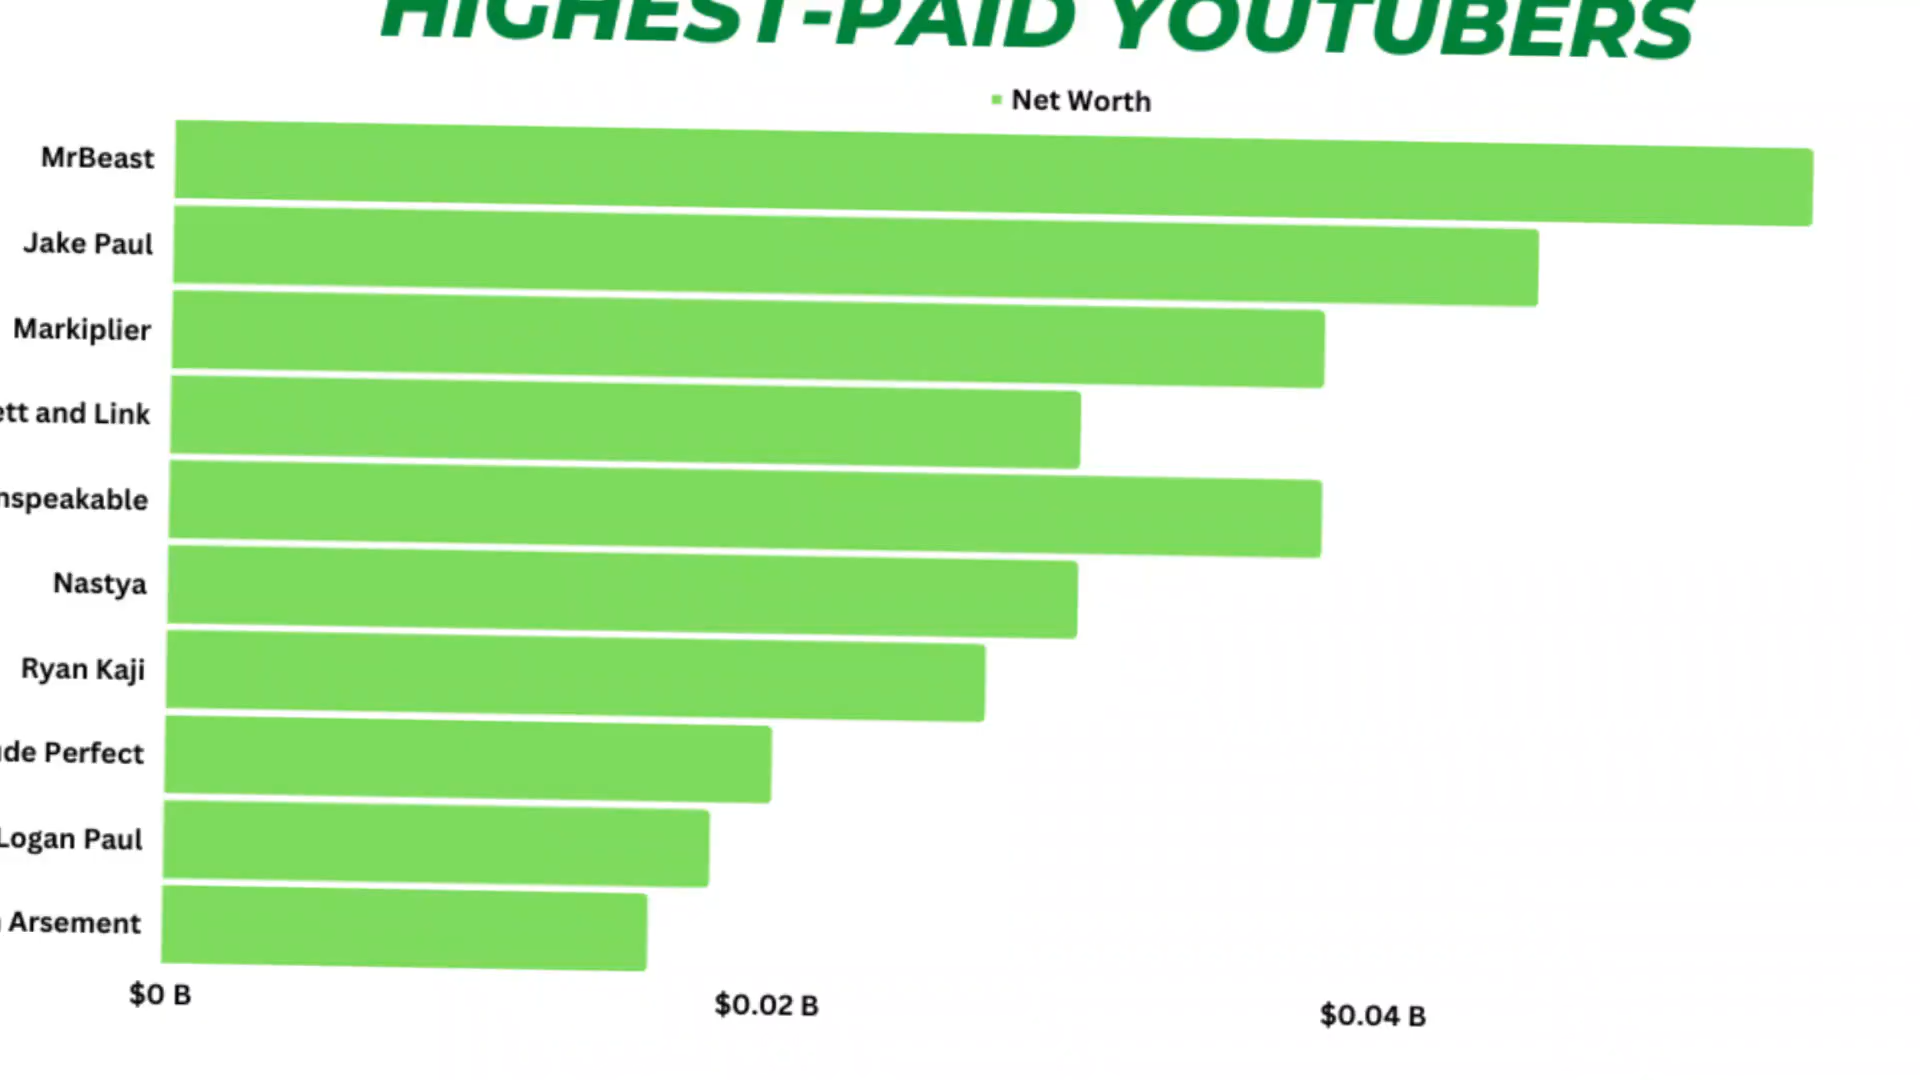 HIGHEST-PAID YOUTUBERS
Net Worth
MrBeast
Jake Paul
Markiplier
ett and Link
nspeakable
Nastya
Ryan Kaji
ude Perfect
Logan Paul
Arsement
$0 B
$0.02 B
$0.04 B